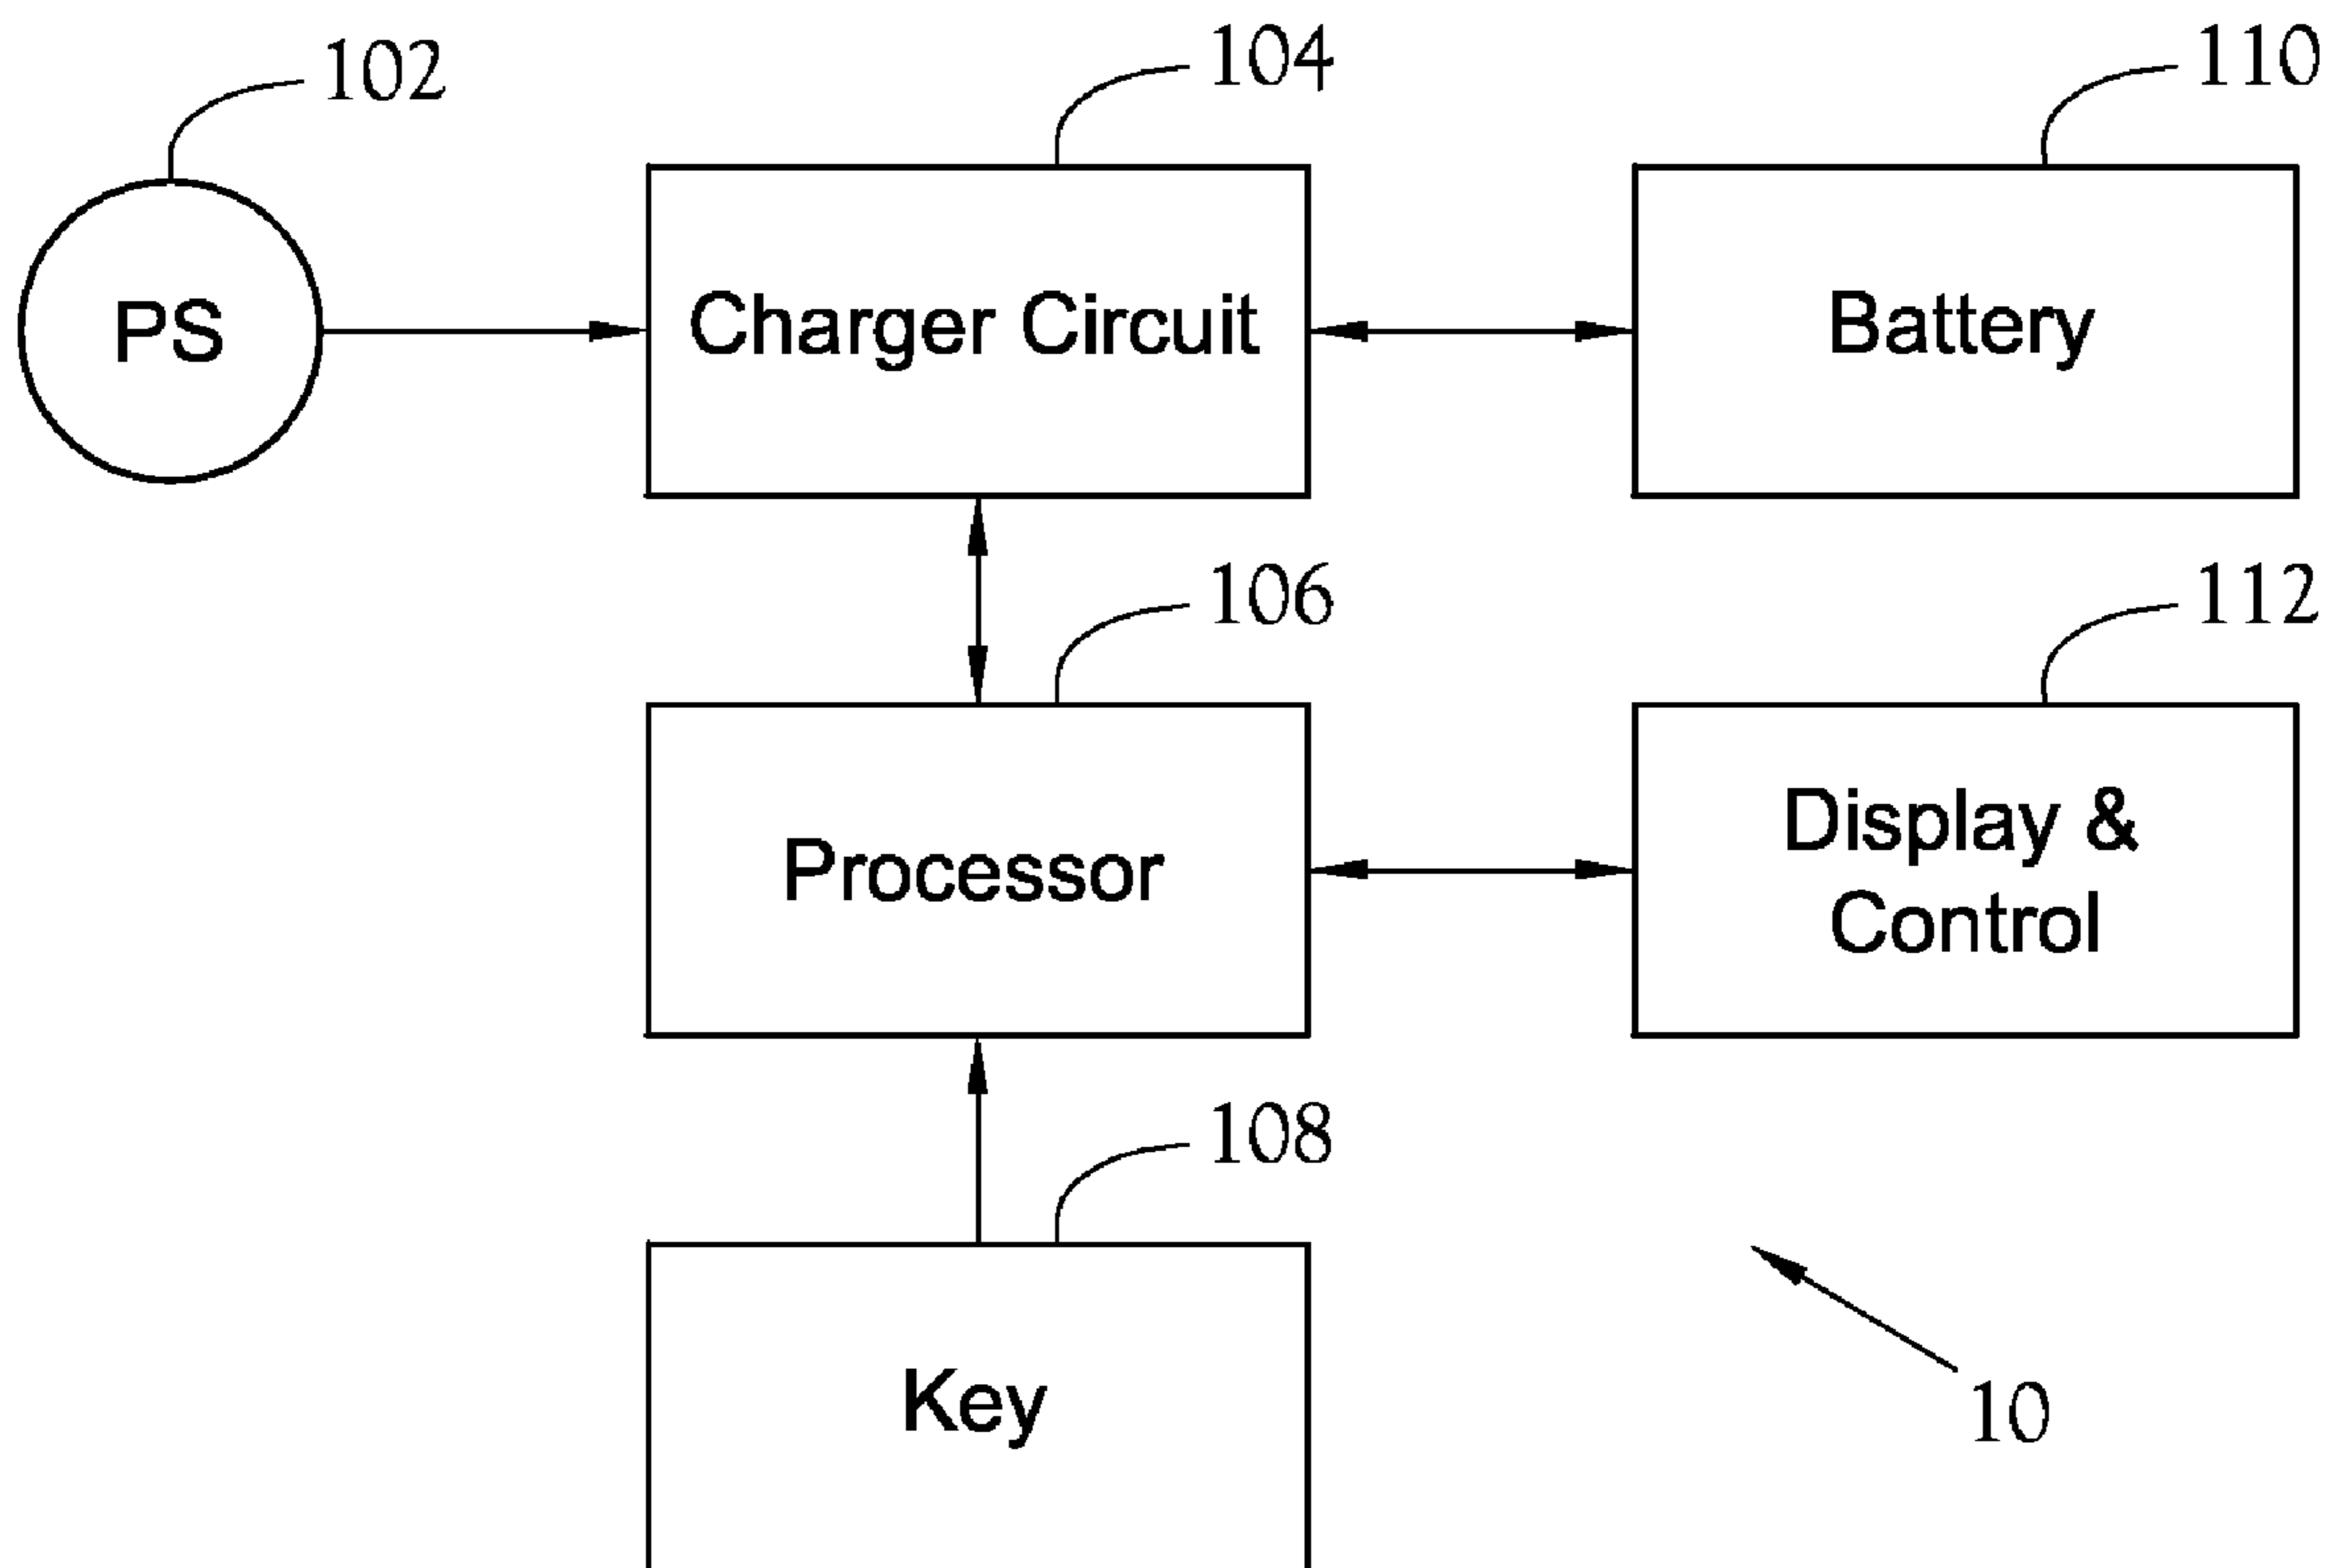 102
104
110
PS
Charger Circuit
Battery
106
112
Processor
Display &
Control
108
Key
10